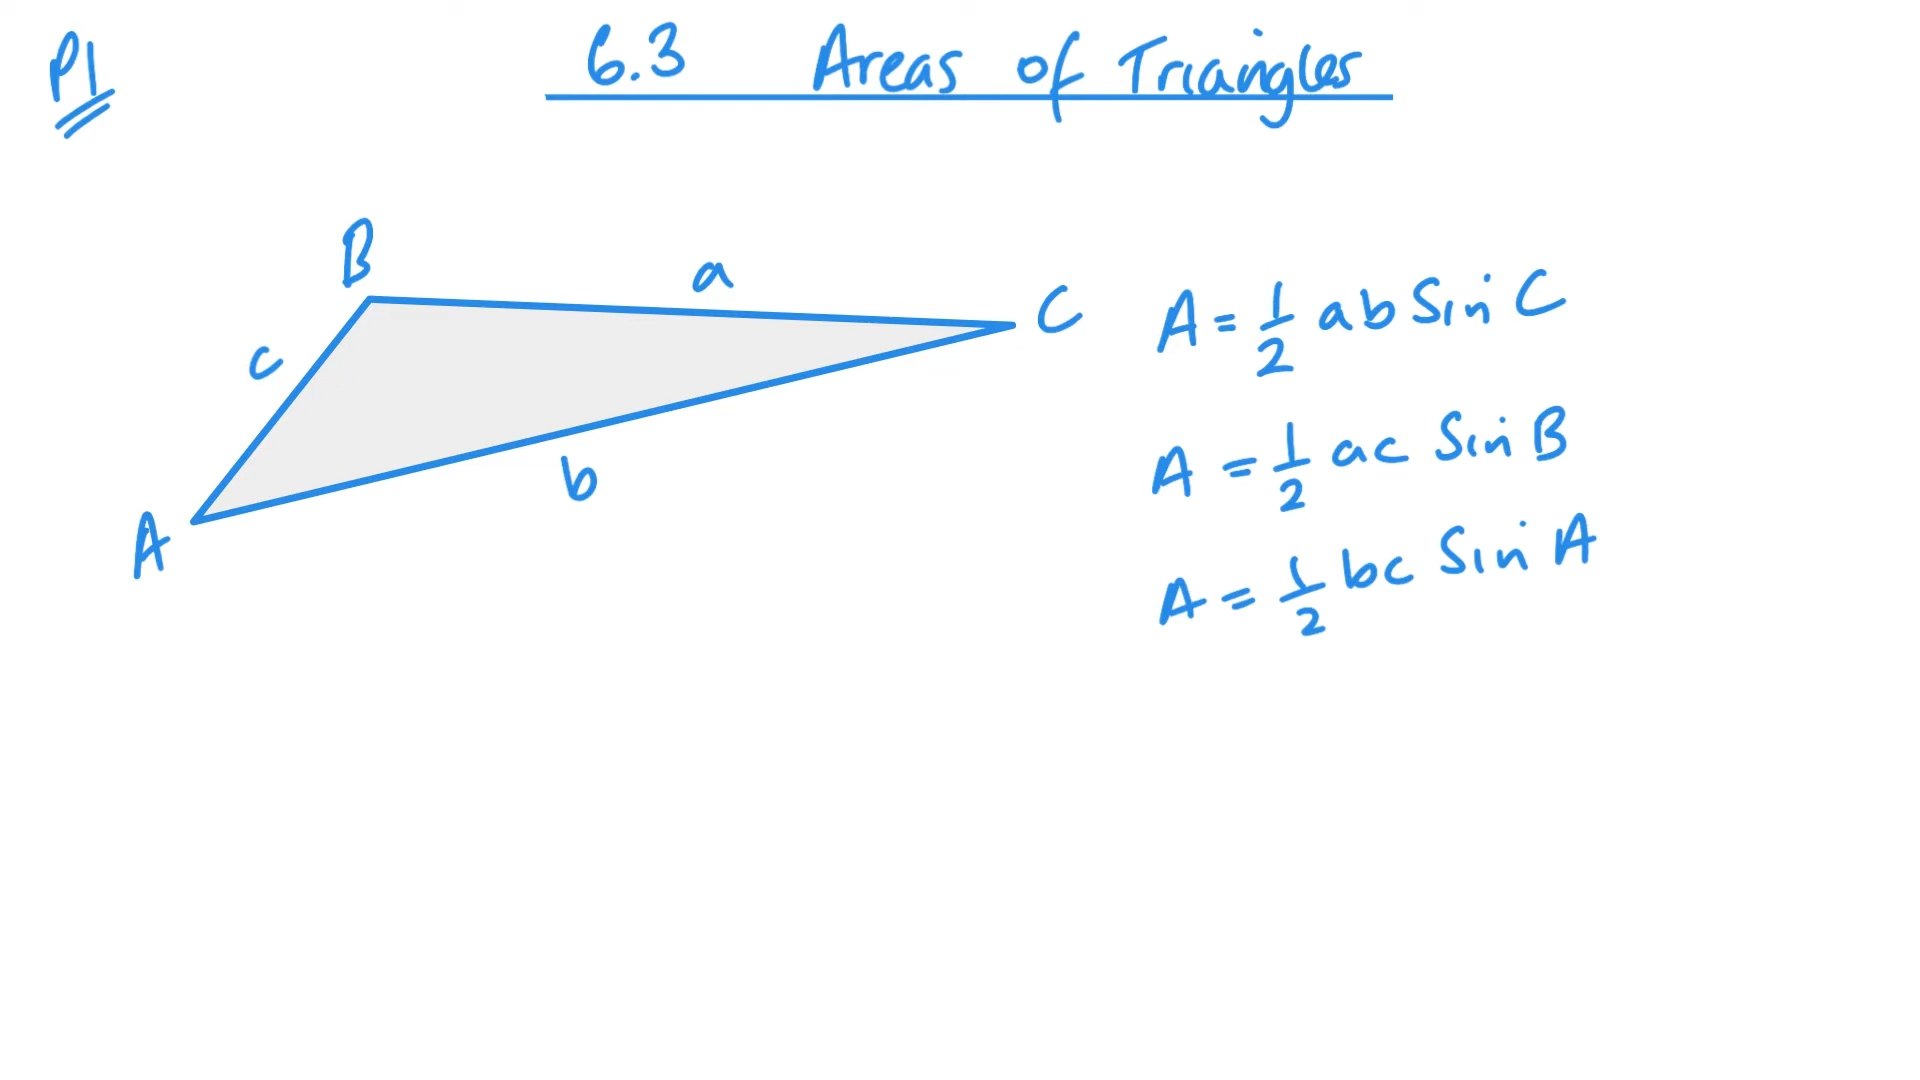 P1
6.3 Areas of Triangles
B
a
C
c
b
A
A = 1/2 ab Sin C
A = 1/2 ac Sin B
A = 1/2 bc Sin A